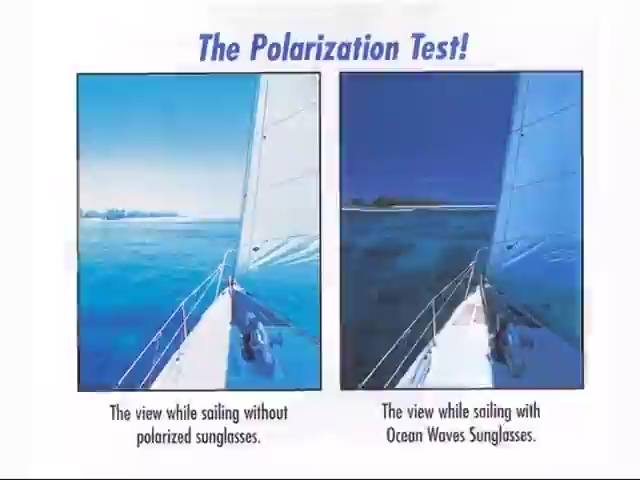 The Polarization Test!
The view while sailing without
polarized sunglasses.
The view while sailing with
Ocean Waves Sunglasses.